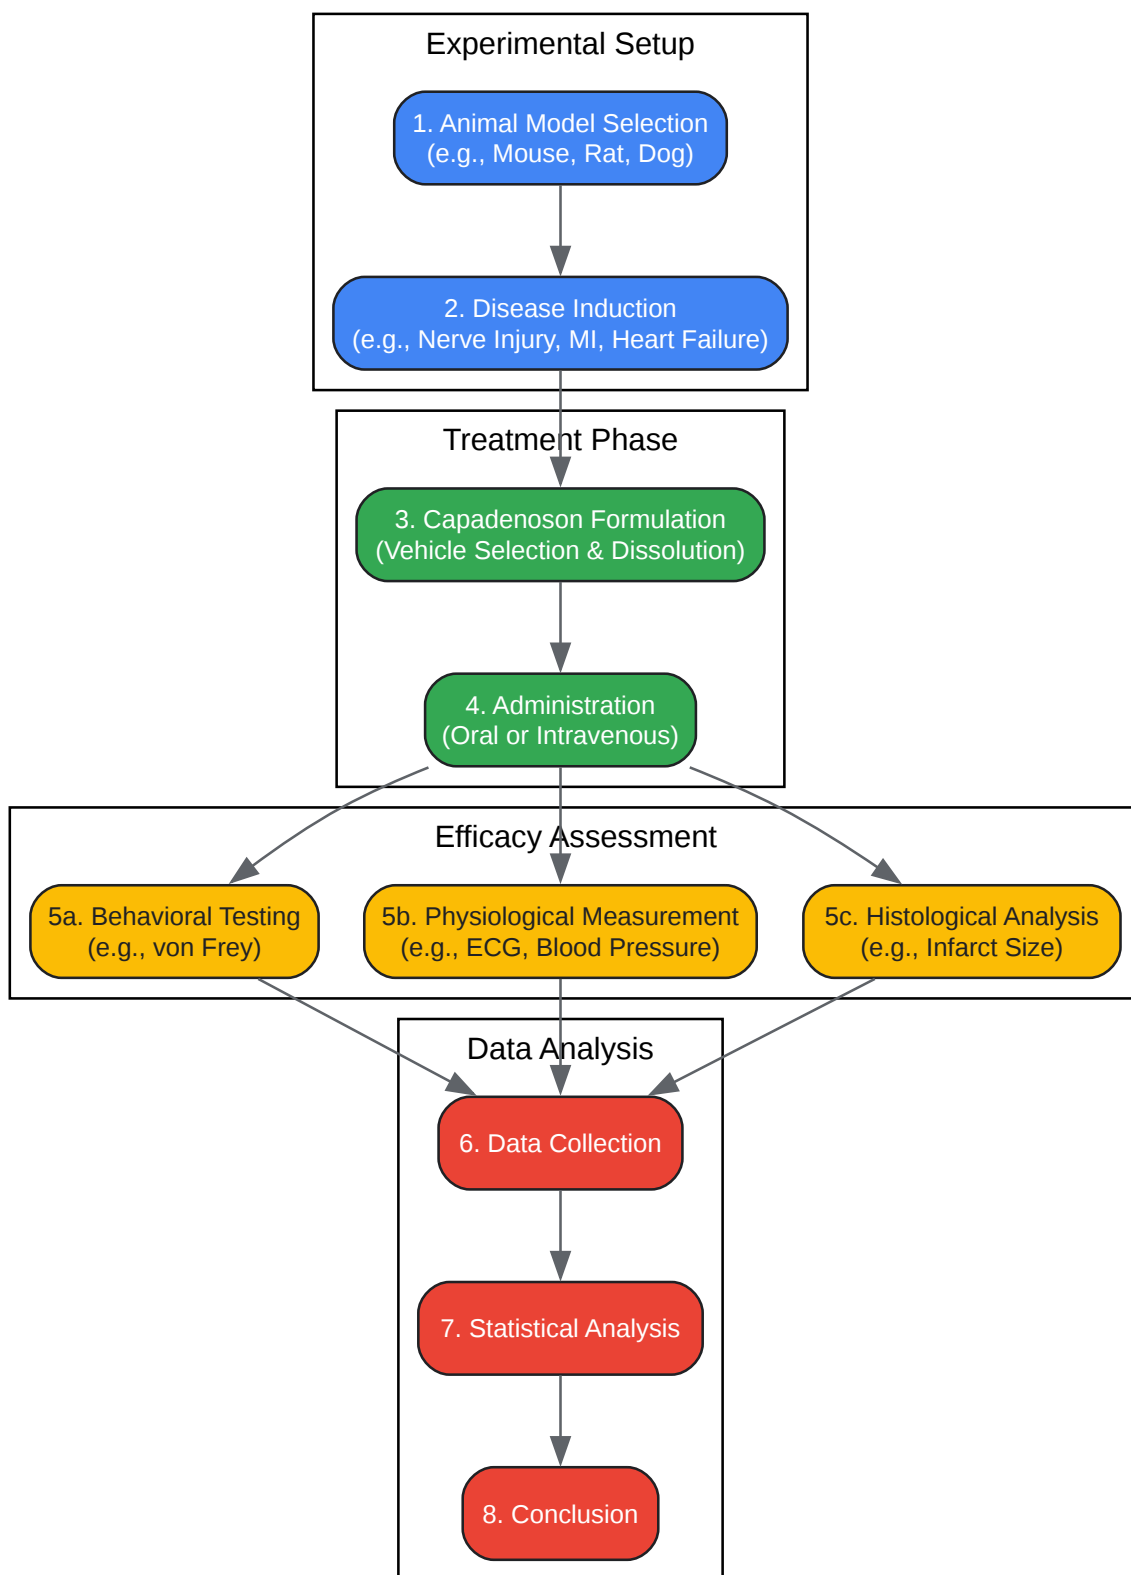 Experimental Setup
1. Animal Model Selection
(e.g., Mouse, Rat, Dog)
2. Disease Induction
(e.g., Nerve Injury, MI, Heart Failure)
Treatment Phase
3. Capadenoson Formulation
(Vehicle Selection & Dissolution)
4. Administration
(Oral or Intravenous)
Efficacy Assessment
5a. Behavioral Testing
(e.g., von Frey)
5b. Physiological Measurement
(e.g., ECG, Blood Pressure)
5c. Histological Analysis
(e.g., Infarct Size)
Data Analysis
6. Data Collection
7. Statistical Analysis
8. Conclusion